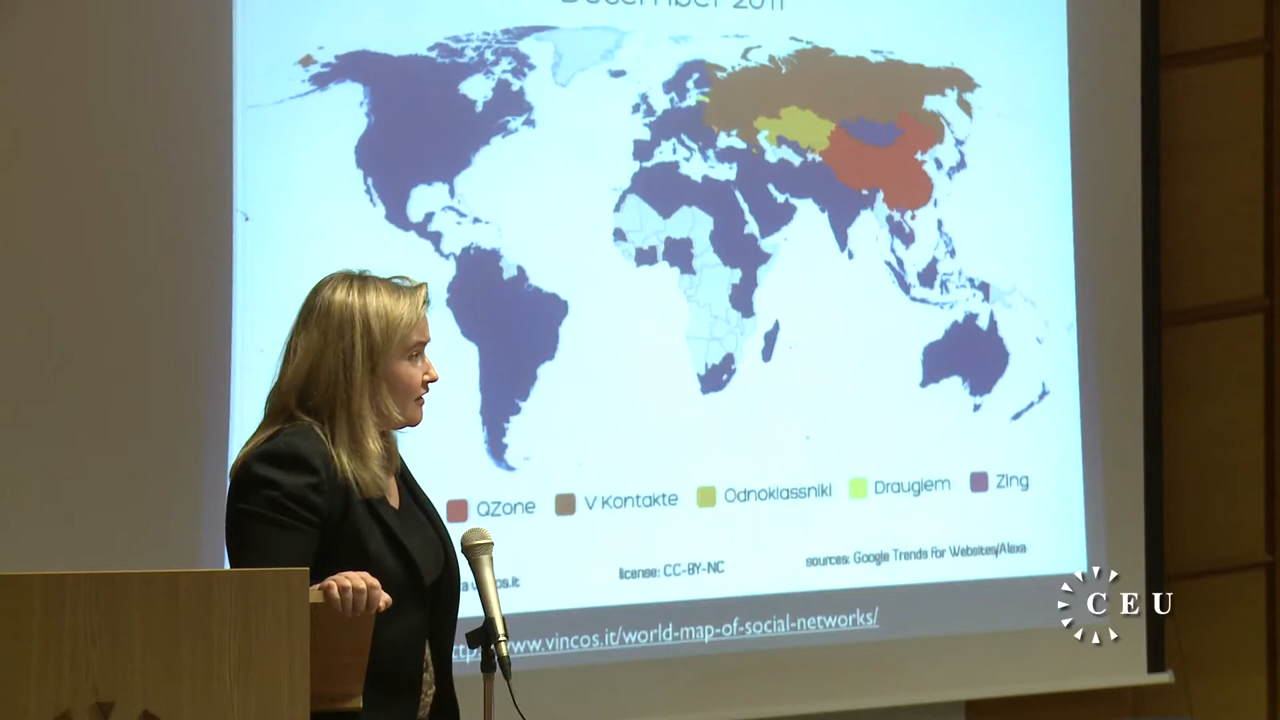 December 2011
QZone V Kontakte Odnoklassniki Draugiem Zing
license: CC-BY-NC
sources: Google Trends for Websites/Alexa
www.vincos.it/world-map-of-social-networks/
CEU